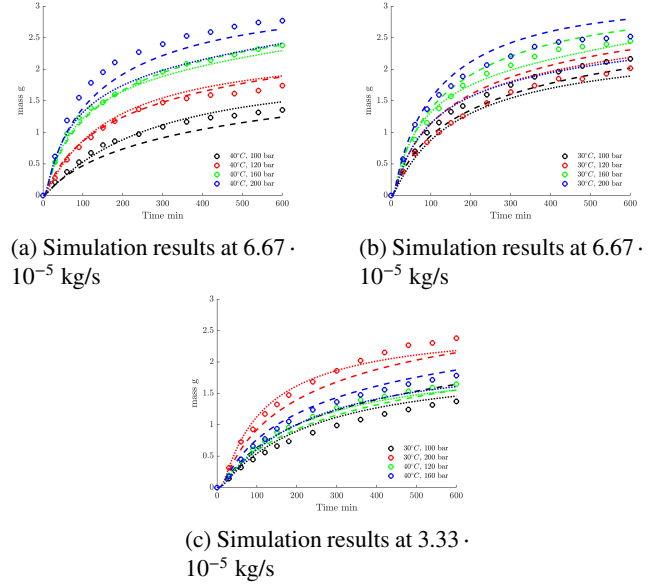 3
2.5
2
1.5
1
0.5
0
mass g
0 100 200 300 400 500 600
Time min
40°C, 100 bar
40°C, 120 bar
40°C, 160 bar
40°C, 200 bar
(a) Simulation results at 6.67 ·
10⁻⁵ kg/s
3
2.5
2
1.5
1
0.5
0
mass g
0 100 200 300 400 500 600
Time min
30°C, 100 bar
30°C, 120 bar
30°C, 160 bar
30°C, 200 bar
(b) Simulation results at 6.67 ·
10⁻⁵ kg/s
3
2.5
2
1.5
1
0.5
0
mass g
0 100 200 300 400 500 600
Time min
30°C, 100 bar
30°C, 200 bar
40°C, 120 bar
40°C, 160 bar
(c) Simulation results at 3.33 ·
10⁻⁵ kg/s